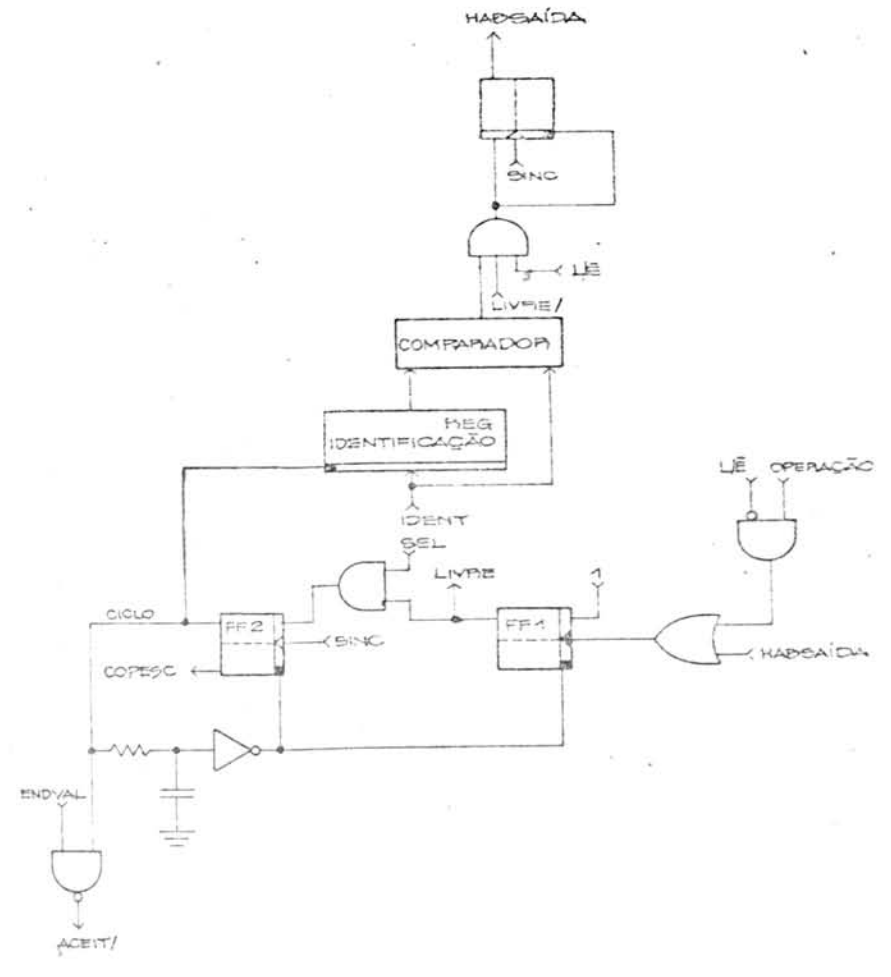 HABSAÍDA
SINC
LÊ
LIVRE/
COMPARADOR
REG
IDENTIFICAÇÃO
LÊ OPERAÇÃO
IDENT
SEL
LIVRE
1
CICLO
FF2
FF1
SINC
HABSAÍDA
COPESC
ENDVAL
ACEIT/